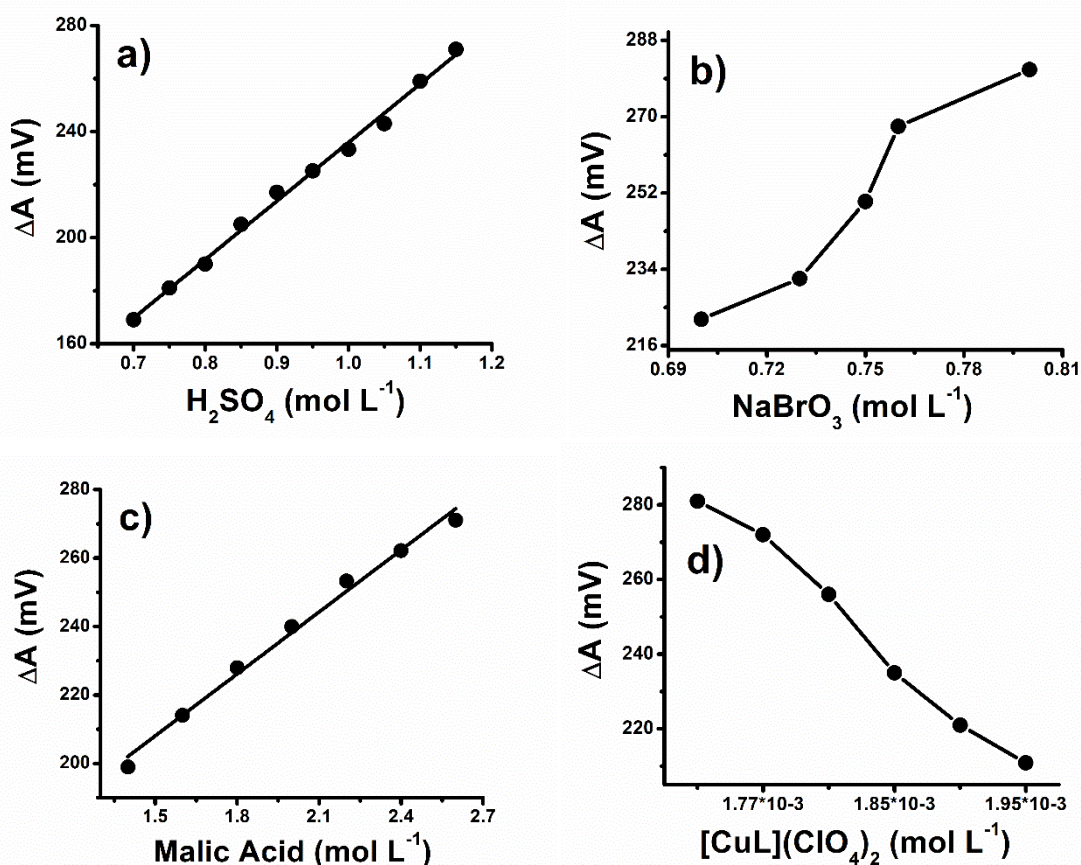 a)
280
240
200
160
ΔA (mV)
0.7 0.8 0.9 1.0 1.1 1.2
H₂SO₄ (mol L⁻¹)
b)
288
270
252
234
216
ΔA (mV)
0.69 0.72 0.75 0.78 0.81
NaBrO₃ (mol L⁻¹)
c)
280
260
240
220
200
ΔA (mV)
1.5 1.8 2.1 2.4 2.7
Malic Acid (mol L⁻¹)
d)
280
260
240
220
ΔA (mV)
1.77*10-3 1.85*10-3 1.95*10-3
[CuL](ClO₄)₂ (mol L⁻¹)